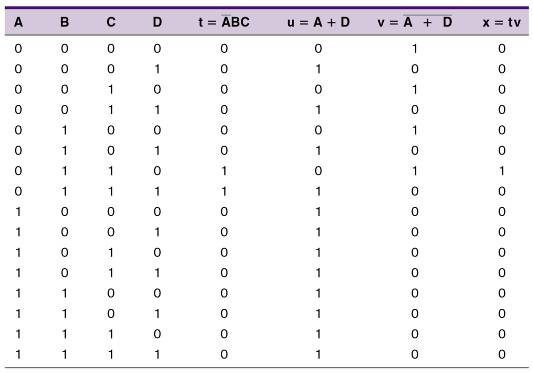 A B C D t = A̅BC u = A + D v = A̅ ̅+̅ ̅D̅ x = tv
0 0 0 0 0 0 1 0
0 0 0 1 0 1 0 0
0 0 1 0 0 0 1 0
0 0 1 1 0 1 0 0
0 1 0 0 0 0 1 0
0 1 0 1 0 1 0 0
0 1 1 0 1 0 1 1
0 1 1 1 1 1 0 0
1 0 0 0 0 1 0 0
1 0 0 1 0 1 0 0
1 0 1 0 0 1 0 0
1 0 1 1 0 1 0 0
1 1 0 0 0 1 0 0
1 1 0 1 0 1 0 0
1 1 1 0 0 1 0 0
1 1 1 1 0 1 0 0